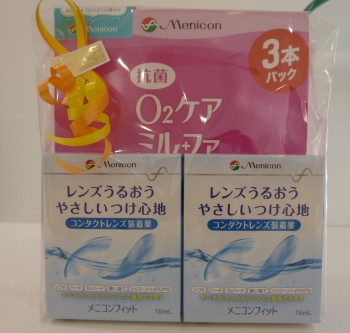 Menicon
Menicon
3本
パック
抗菌
O2ケア
ミルファ
Menicon
レンズうるおう
やさしいつけ心地
コンタクトレンズ装着薬
メニコンフィット
15mL
Menicon
レンズうるおう
やさしいつけ心地
コンタクトレンズ装着薬
メニコンフィット
15mL